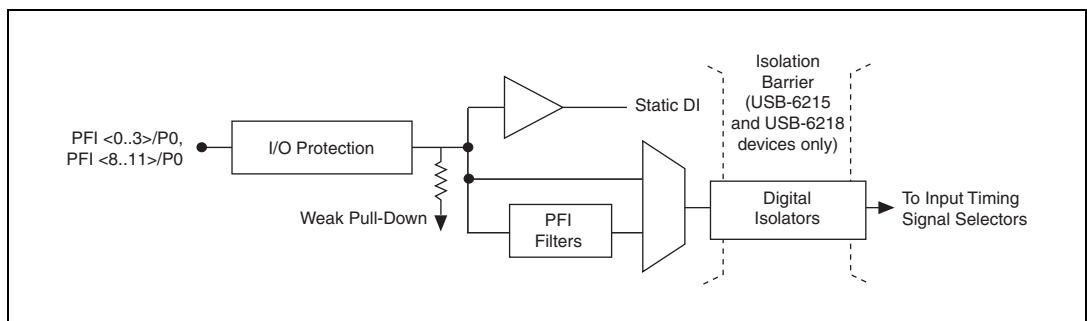 PFI <0..3>/P0,
PFI <8..11>/P0
I/O Protection
Weak Pull-Down
Static DI
PFI
Filters
Isolation
Barrier
(USB-6215
and USB-6218
devices only)
Digital
Isolators
To Input Timing
Signal Selectors